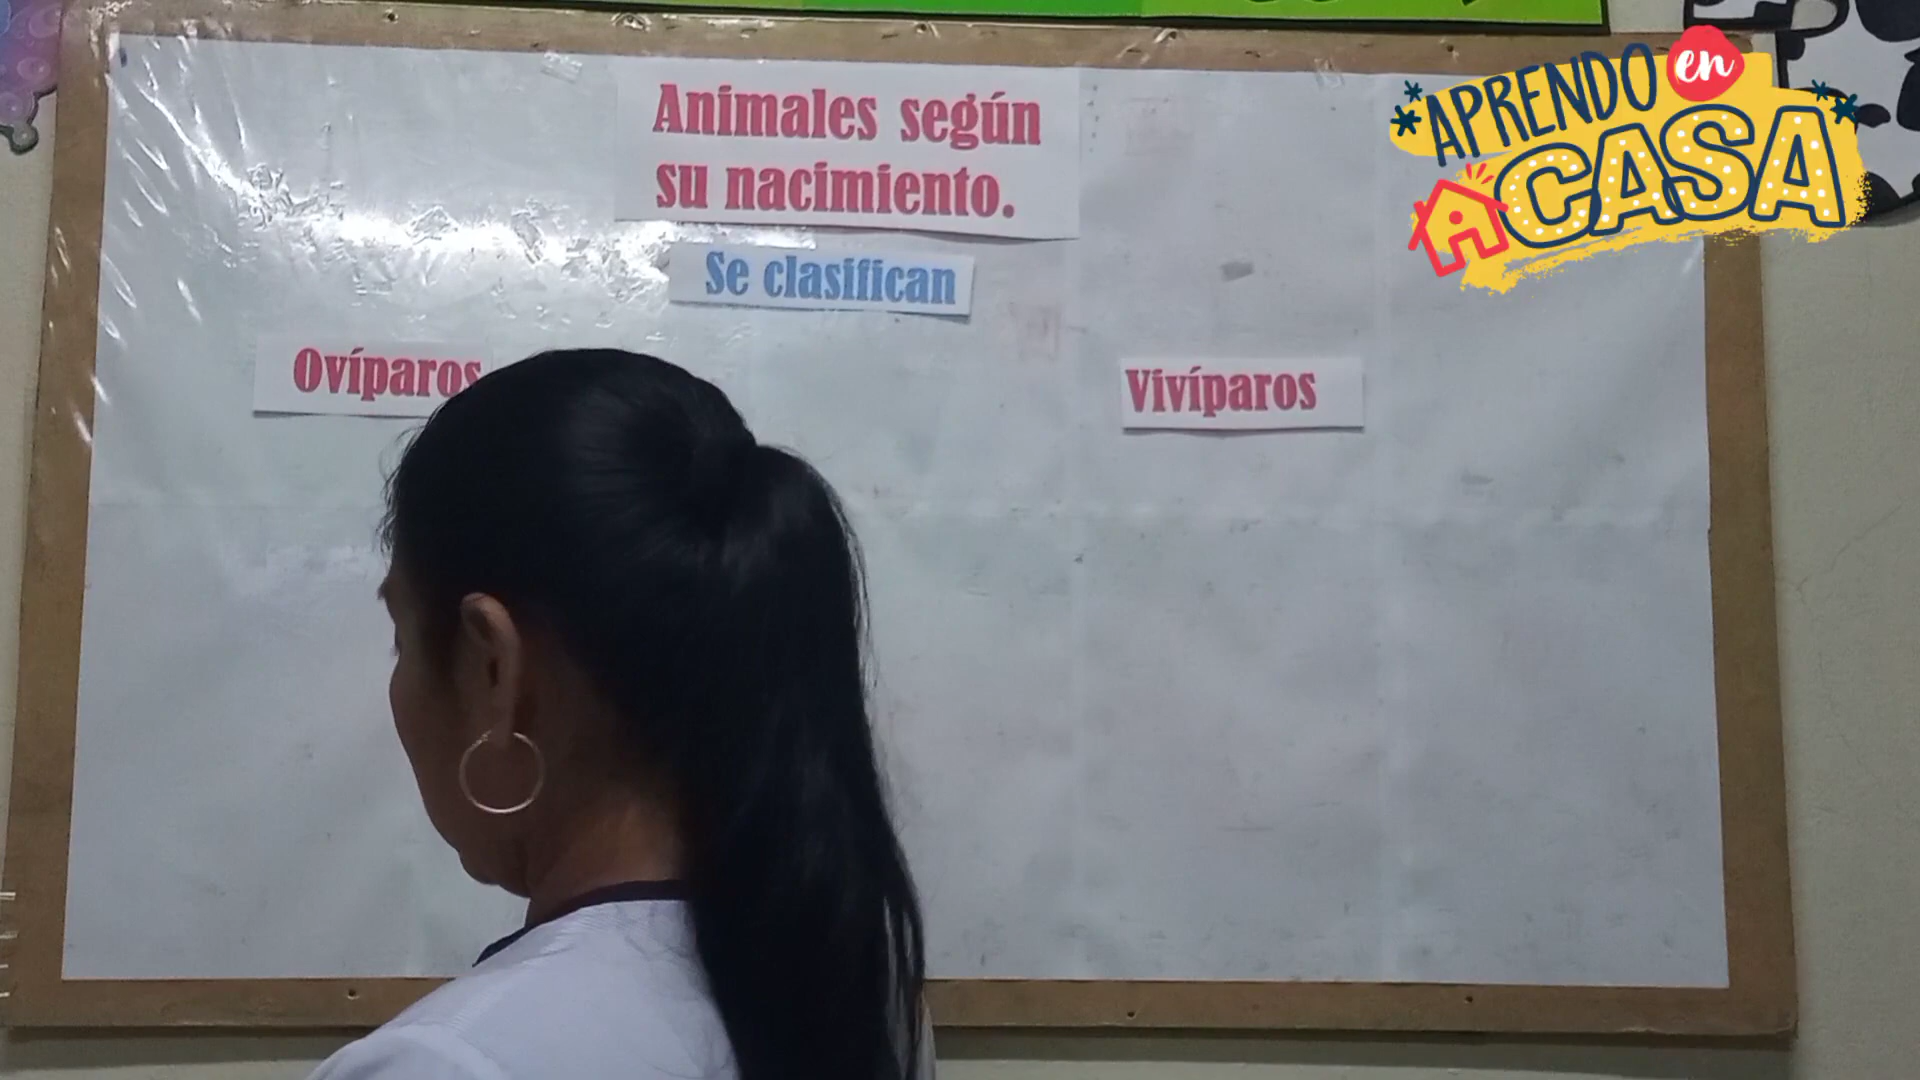 Animales según
su nacimiento.
Se clasifican
Ovíparos
Vivíparos
APRENDO en
CASA